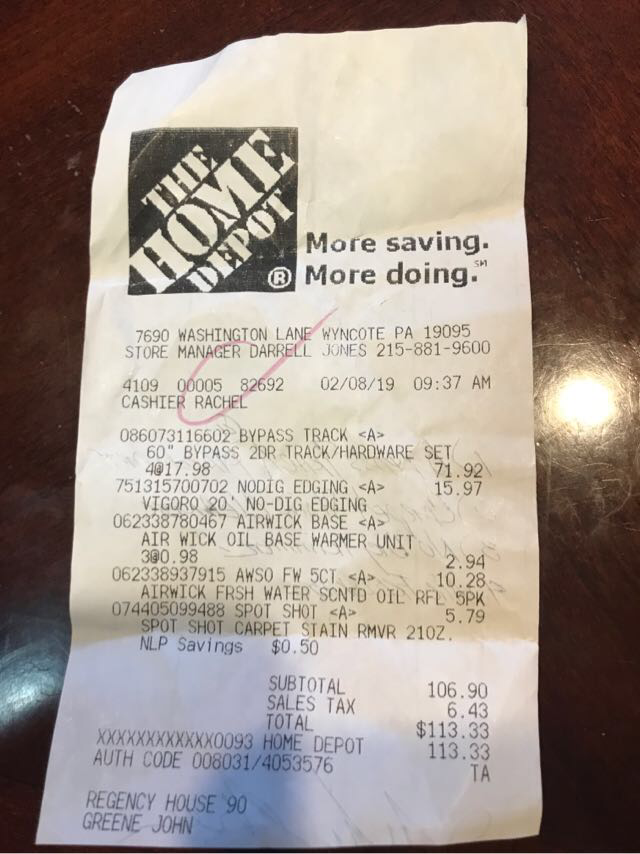 THE
HOME
DEPOT
®
More saving.
More doing.SM
7690 WASHINGTON LANE WYNCOTE PA 19095
STORE MANAGER DARRELL JONES 215-881-9600
4109 00005 82692 02/08/19 09:37 AM
CASHIER RACHEL
086073116602 BYPASS TRACK <A>
60" BYPASS 2DR TRACK/HARDWARE SET
4@17.98 71.92
751315700702 NODIG EDGING <A> 15.97
VIGORO 20' NO-DIG EDGING
062338780467 AIRWICK BASE <A>
AIR WICK OIL BASE WARMER UNIT
3@0.98 2.94
062338937915 AWSO FW 5CT <A> 10.28
AIRWICK FRSH WATER SCNTD OIL RFL 5PK
074405099488 SPOT SHOT <A> 5.79
SPOT SHOT CARPET STAIN RMVR 21OZ.
NLP Savings $0.50
SUBTOTAL 106.90
SALES TAX 6.43
TOTAL $113.33
XXXXXXXXXXXX0093 HOME DEPOT 113.33
AUTH CODE 008031/4053576 TA
REGENCY HOUSE '90
GREENE JOHN